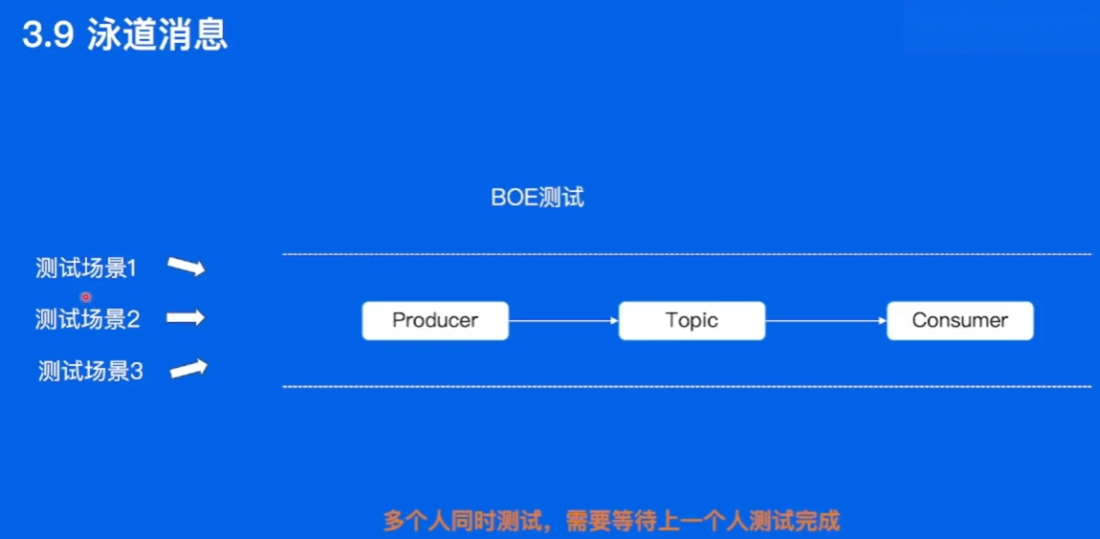 3.9 泳道消息
BOE测试
测试场景1
测试场景2
测试场景3
Producer
Topic
Consumer
多个人同时测试，需要等待上一个人测试完成